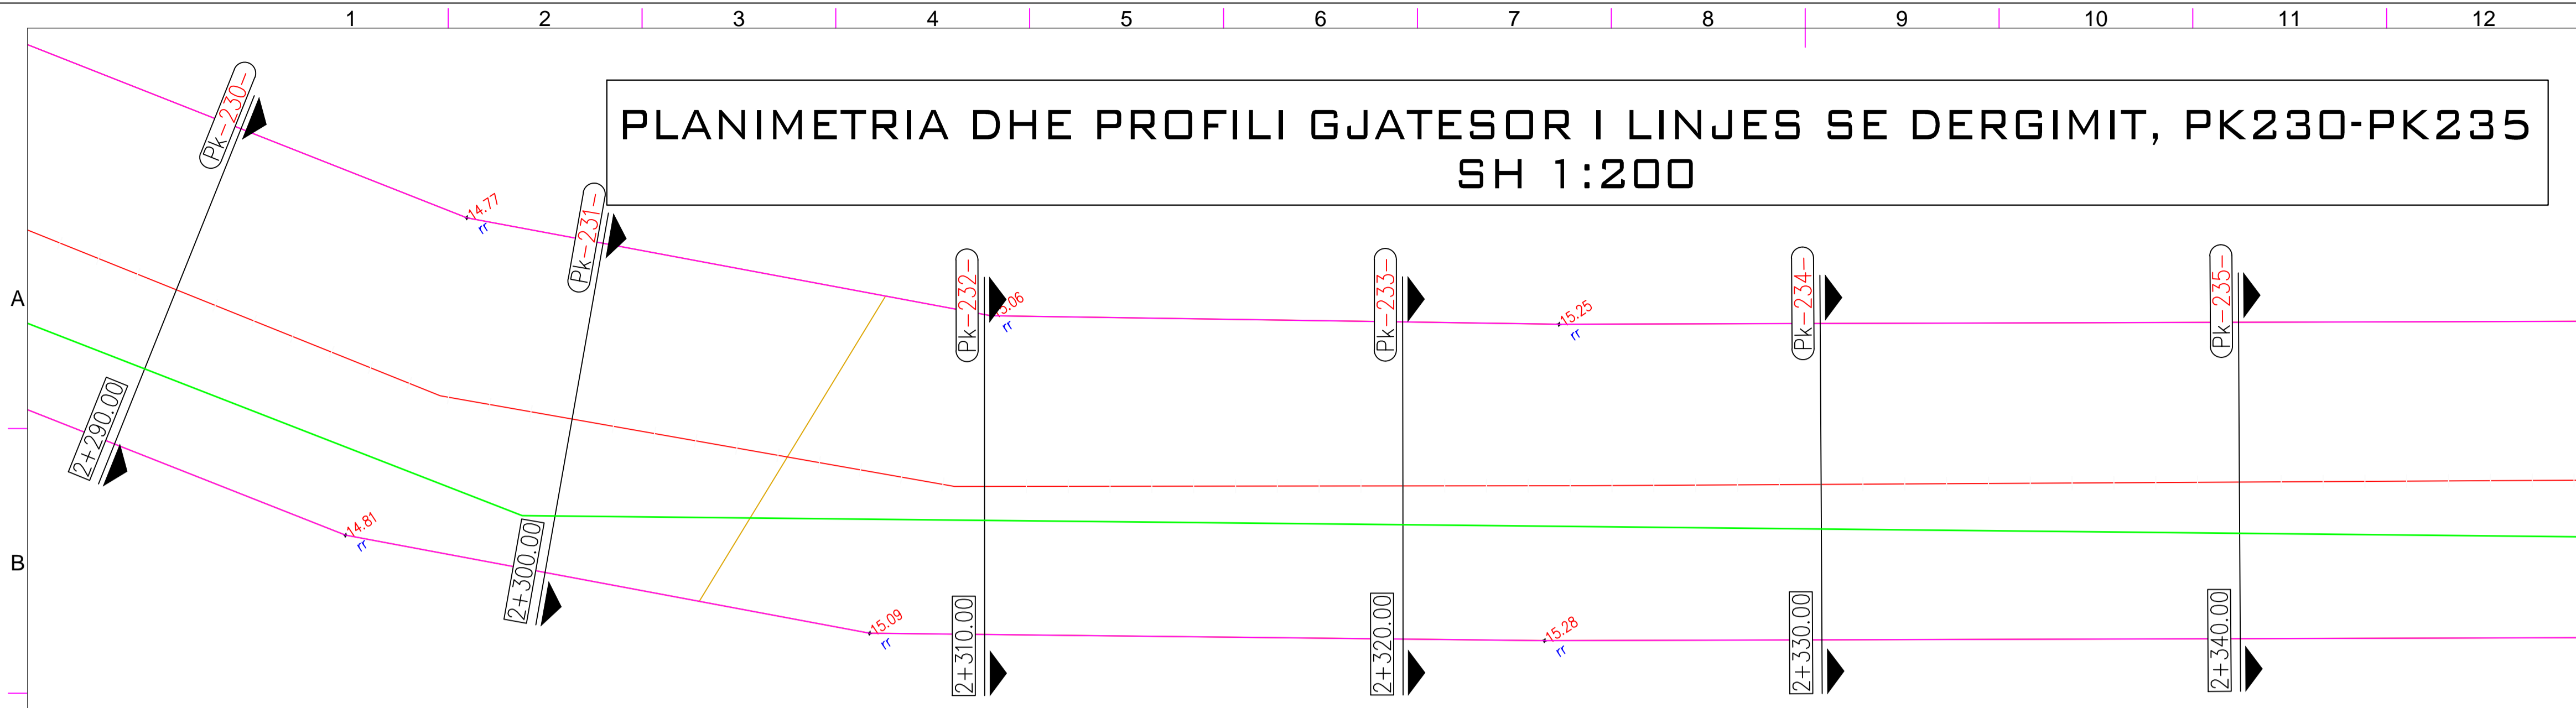 1 2 3 4 5 6 7 8 9 10 11 12
PLANIMETRIA DHE PROFILI GJATESOR I LINJES SE DERGIMIT, PK230-PK235
SH 1:200
A
B
Pk-230-
Pk-231-
Pk-232-
Pk-233-
Pk-234-
Pk-235-
14.77
rr
rr
15.25
rr
2+290.00
2+300.00
2+310.00
2+320.00
2+330.00
2+340.00
14.81
rr
15.09
rr
15.28
rr